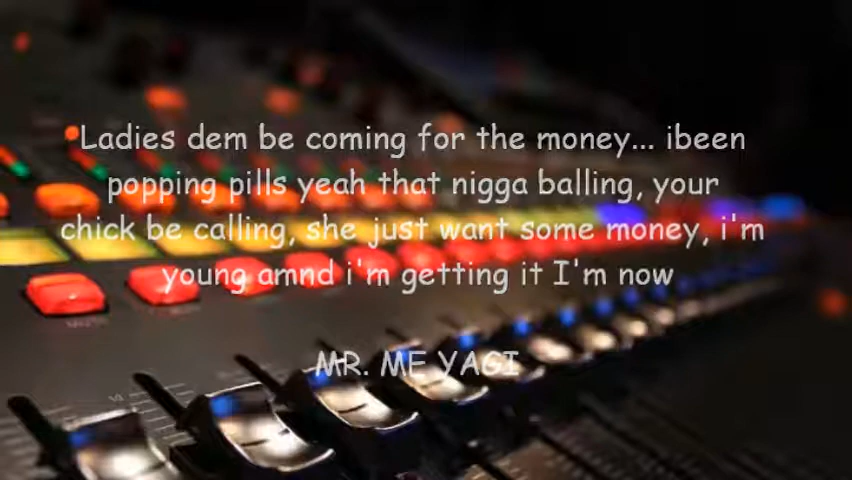 Ladies dem be coming for the money... ibeen
popping pills yeah that nigga balling, your
chick be calling, she just want some money, i'm
young amnd i'm getting it I'm now
MR. ME YAGI